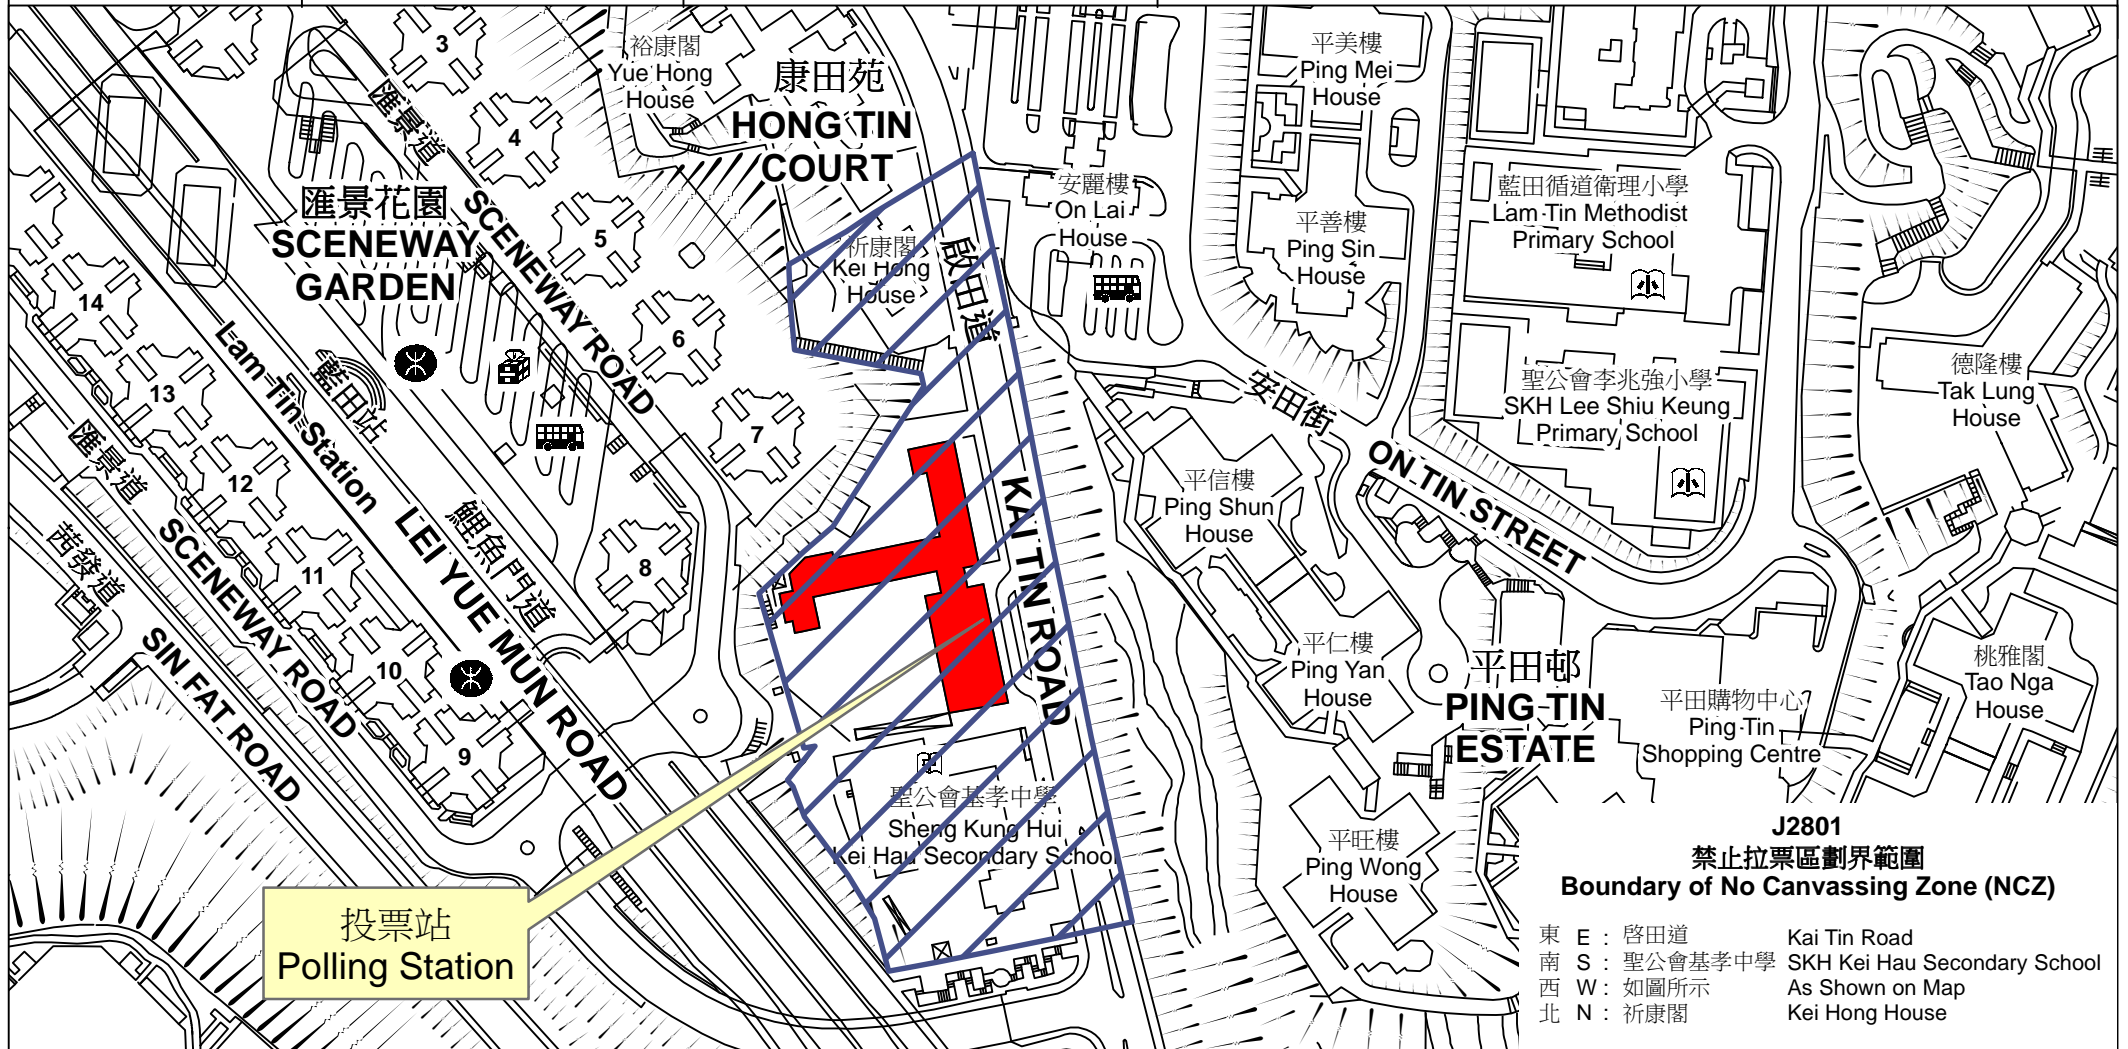 3
裕康閣
Yue Hong
House
康田苑
HONG TIN
COURT
平美樓
Ping Mei
House
匯景道
4
匯景花園
SCENEWAY
GARDEN
SCENEWAY ROAD
5
祈康閣
Kei Hong
House
啟田道
安麗樓
On Lai
House
平善樓
Ping Sin
House
藍田循道衞理小學
Lam Tin Methodist
Primary School
14
Lam Tin Station
藍田站
6
安田街
聖公會李兆強小學
SKH Lee Shiu Keung
Primary School
德隆樓
Tak Lung
House
13
7
匯景道
12
SCENEWAY ROAD
LEI YUE MUN ROAD
鯉魚門道
KAI TIN ROAD
平信樓
Ping Shun
House
ON TIN STREET
茜發道
11
8
SIN FAT ROAD
10
平仁樓
Ping Yan
House
平田邨
PING TIN
ESTATE
平田購物中心
Ping Tin
Shopping Centre
桃雅閣
Tao Nga
House
9
聖公會基孝中學
Sheng Kung Hui
Kei Hau Secondary School
平旺樓
Ping Wong
House
投票站
Polling Station
J2801
禁止拉票區劃界範圍
Boundary of No Canvassing Zone (NCZ)
東 E : 啓田道 Kai Tin Road
南 S : 聖公會基孝中學 SKH Kei Hau Secondary School
西 W : 如圖所示 As Shown on Map
北 N : 祈康閣 Kei Hong House